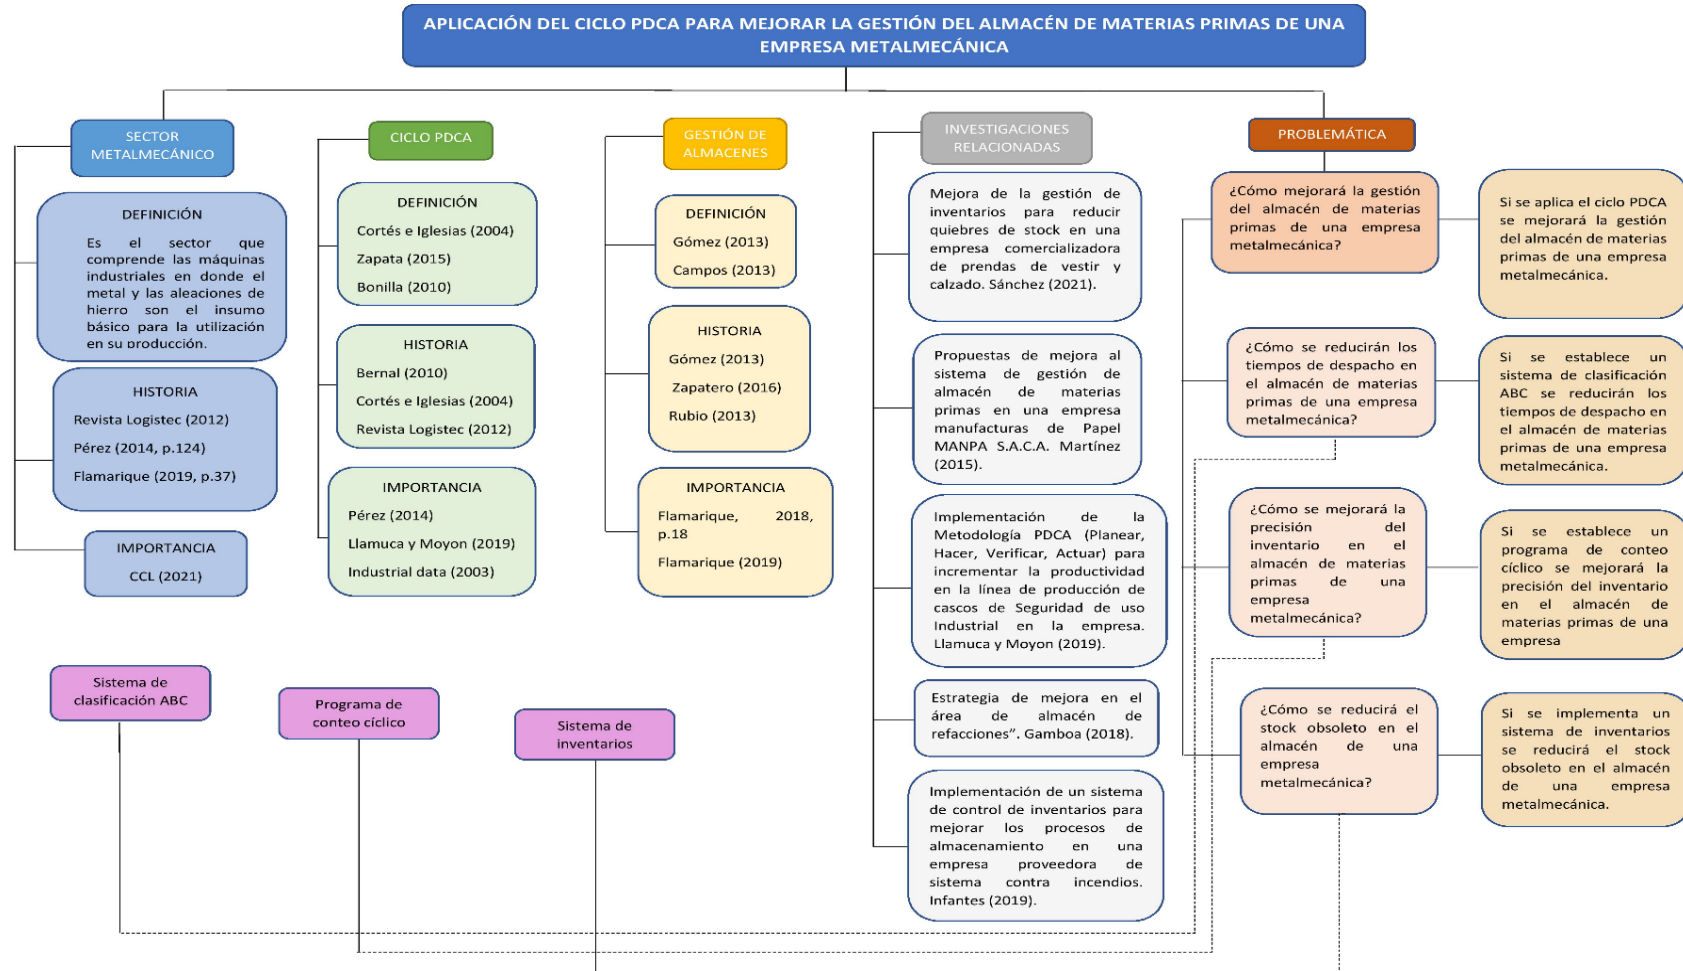 APLICACIÓN DEL CICLO PDCA PARA MEJORAR LA GESTIÓN DEL ALMACÉN DE MATERIAS PRIMAS DE UNA
EMPRESA METALMECÁNICA
SECTOR
METALMECÁNICO
DEFINICIÓN
Es el sector que
comprende las máquinas
industriales en donde el
metal y las aleaciones de
hierro son el insumo
básico para la utilización
en su producción.
HISTORIA
Revista Logistec (2012)
Pérez (2014, p.124)
Flamarique (2019, p.37)
IMPORTANCIA
CCL (2021)
CICLO PDCA
DEFINICIÓN
Cortés e Iglesias (2004)
Zapata (2015)
Bonilla (2010)
HISTORIA
Bernal (2010)
Cortés e Iglesias (2004)
Revista Logistec (2012)
IMPORTANCIA
Pérez (2014)
Llamuca y Moyon (2019)
Industrial data (2003)
GESTIÓN DE
ALMACENES
DEFINICIÓN
Gómez (2013)
Campos (2013)
HISTORIA
Gómez (2013)
Zapatero (2016)
Rubio (2013)
IMPORTANCIA
Flamarique, 2018,
p.18
Flamarique (2019)
INVESTIGACIONES
RELACIONADAS
Mejora de la gestión de
inventarios para reducir
quiebres de stock en una
empresa comercializadora
de prendas de vestir y
calzado. Sánchez (2021).
Propuestas de mejora al
sistema de gestión de
almacén de materias
primas en una empresa
manufacturas de Papel
MANPA S.A.C.A. Martínez
(2015).
Implementación de la
Metodología PDCA (Planear,
Hacer, Verificar, Actuar) para
incrementar la productividad
en la línea de producción de
cascos de Seguridad de uso
Industrial en la empresa.
Llamuca y Moyon (2019).
Estrategia de mejora en el
área de almacén de
refacciones”. Gamboa (2018).
Implementación de un sistema
de control de inventarios para
mejorar los procesos de
almacenamiento en una
empresa proveedora de
sistema contra incendios.
Infantes (2019).
PROBLEMÁTICA
¿Cómo mejorará la gestión
del almacén de materias
primas de una empresa
metalmecánica?
Si se aplica el ciclo PDCA
se mejorará la gestión
del almacén de materias
primas de una empresa
metalmecánica.
¿Cómo se reducirán los
tiempos de despacho en
el almacén de materias
primas de una empresa
metalmecánica?
Si se establece un
sistema de clasificación
ABC se reducirán los
tiempos de despacho en
el almacén de materias
primas de una empresa
metalmecánica.
¿Cómo se mejorará la
precisión del
inventario en el
almacén de materias
primas de una
empresa
metalmecánica?
Si se establece un
programa de conteo
cíclico se mejorará la
precisión del inventario
en el almacén de
materias primas de una
empresa
¿Cómo se reducirá el
stock obsoleto en el
almacén de una
empresa
metalmecánica?
Si se implementa un
sistema de inventarios
se reducirá el stock
obsoleto en el almacén
de una empresa
metalmecánica.
Sistema de
clasificación ABC
Programa de
conteo cíclico
Sistema de
inventarios